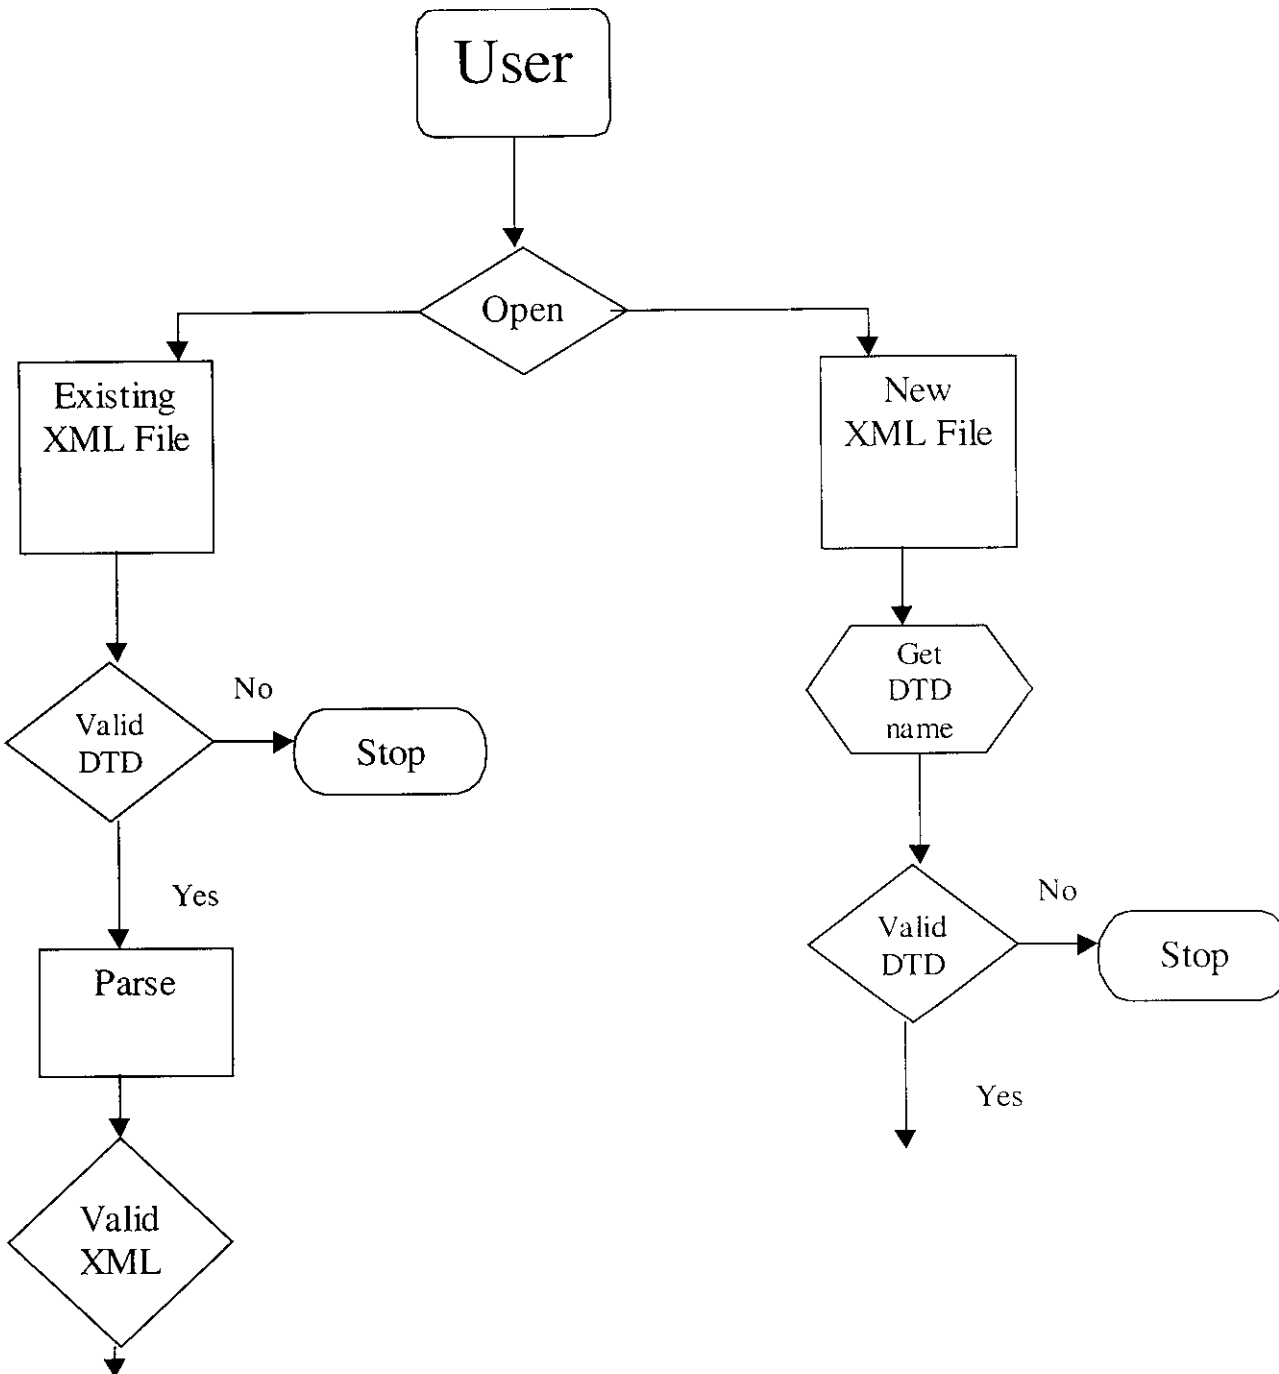 User
Open
Existing
XML File
New
XML File
Get
DTD
name
No
Valid
DTD
Stop
Yes
No
Valid
DTD
Stop
Parse
Yes
Valid
XML